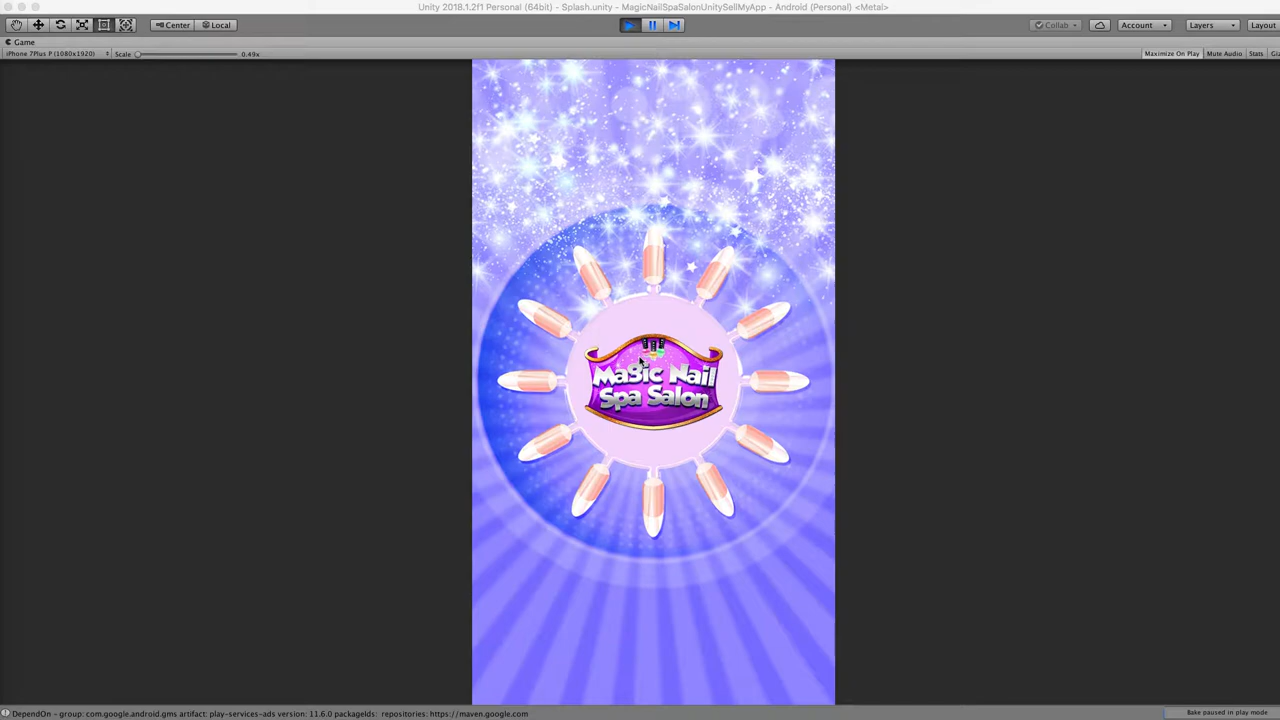 Unity 2018.1.2f1 Personal (64bit) - Splash.unity - MagicNailSpaSalonUnitySellMyApp - Android (Personal) <Metal>
Center Local Collab Account Layers Layout
Game
iPhone 7Plus P (1080x1920) Scale 0.49x Maximize On Play Mute Audio Stats
Magic Nail
Spa Salon
DependOn - group: com.google.android.gms artifact: play-services-ads version: 11.6.0 packageIds: repositories: https://maven.google.com
Bake paused in play mode